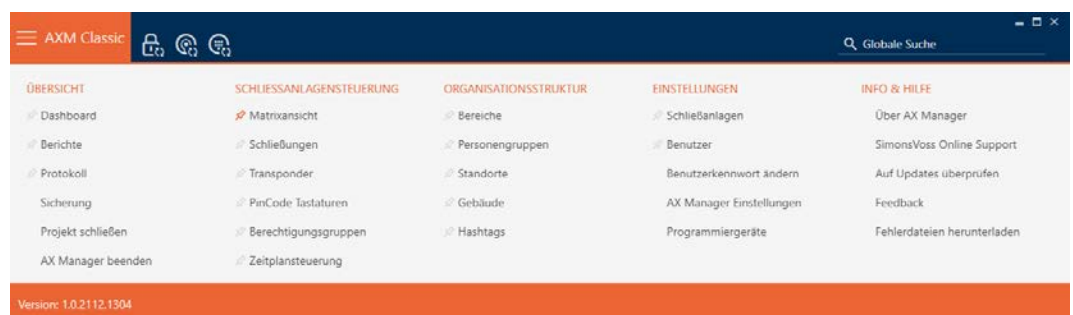 AXM Classic
Globale Suche
ÜBERSICHT
Dashboard
Berichte
Protokoll
Sicherung
Projekt schließen
AX Manager beenden
SCHLIESSANLAGENSTEUERUNG
Matrixansicht
Schließungen
Transponder
PinCode Tastaturen
Berechtigungsgruppen
Zeitplansteuerung
ORGANISATIONSSTRUKTUR
Bereiche
Personengruppen
Standorte
Gebäude
Hashtags
EINSTELLUNGEN
Schließanlagen
Benutzer
Benutzerkennwort ändern
AX Manager Einstellungen
Programmiergeräte
INFO & HILFE
Über AX Manager
SimonsVoss Online Support
Auf Updates überprüfen
Feedback
Fehlerdateien herunterladen
Version: 1.0.2112.1304